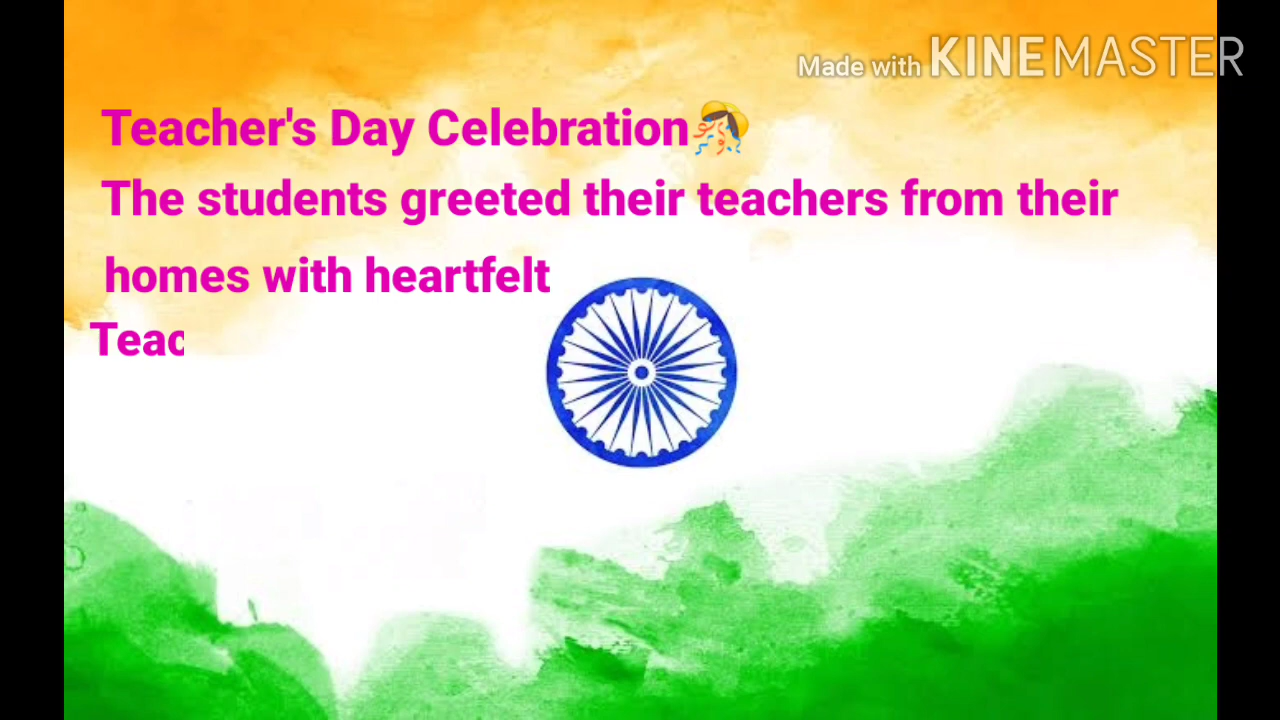 Made with KINEMASTER
Teacher's Day Celebration🎊
The students greeted their teachers from their
homes with heartfelt
Teac